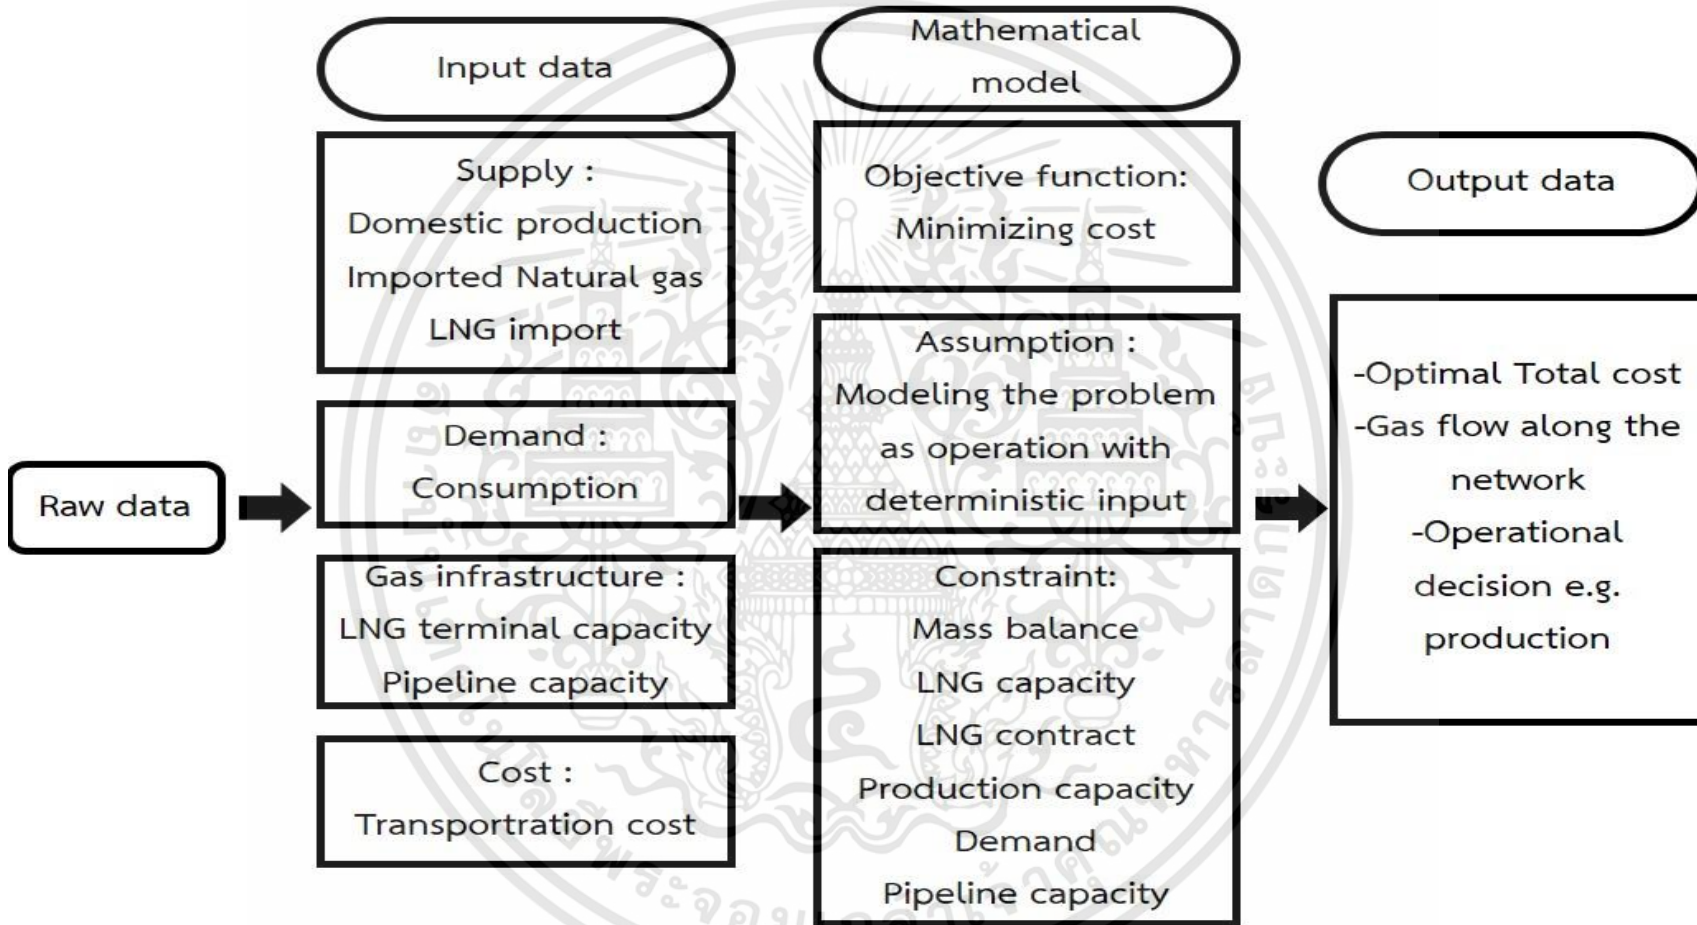 Raw data
Input data
Supply :
Domestic production
Imported Natural gas
LNG import
Demand :
Consumption
Gas infrastructure :
LNG terminal capacity
Pipeline capacity
Cost :
Transportration cost
Mathematical
model
Objective function:
Minimizing cost
Assumption :
Modeling the problem
as operation with
deterministic input
Constraint:
Mass balance
LNG capacity
LNG contract
Production capacity
Demand
Pipeline capacity
Output data
-Optimal Total cost
-Gas flow along the
network
-Operational
decision e.g.
production